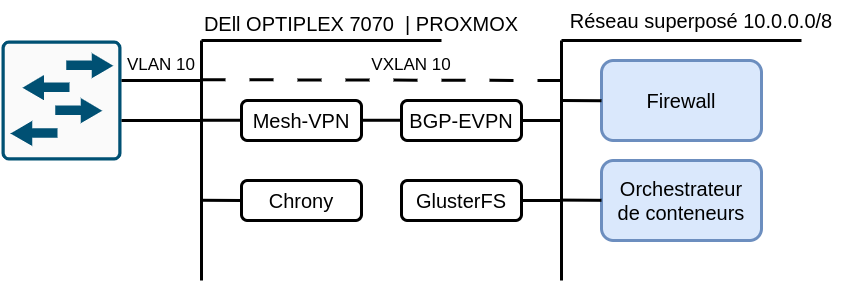 DEll OPTIPLEX 7070 | PROXMOX
Réseau superposé 10.0.0.0/8
VLAN 10
VXLAN 10
Mesh-VPN
BGP-EVPN
Firewall
Chrony
GlusterFS
Orchestrateur
de conteneurs